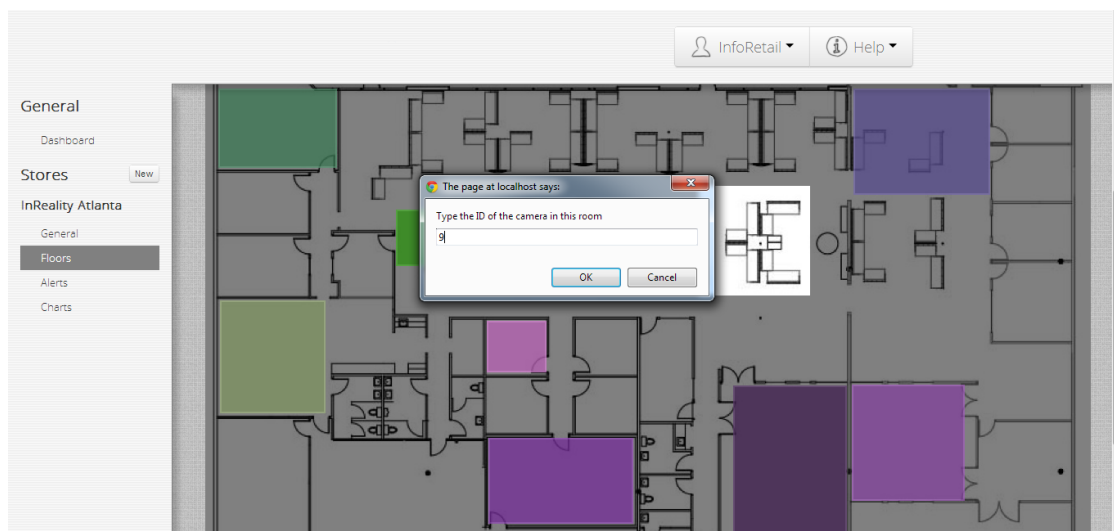 InfoRetail
Help
General
Dashboard
Stores
New
InReality Atlanta
General
Floors
Alerts
Charts
The page at localhost says:
Type the ID of the camera in this room
9
OK
Cancel